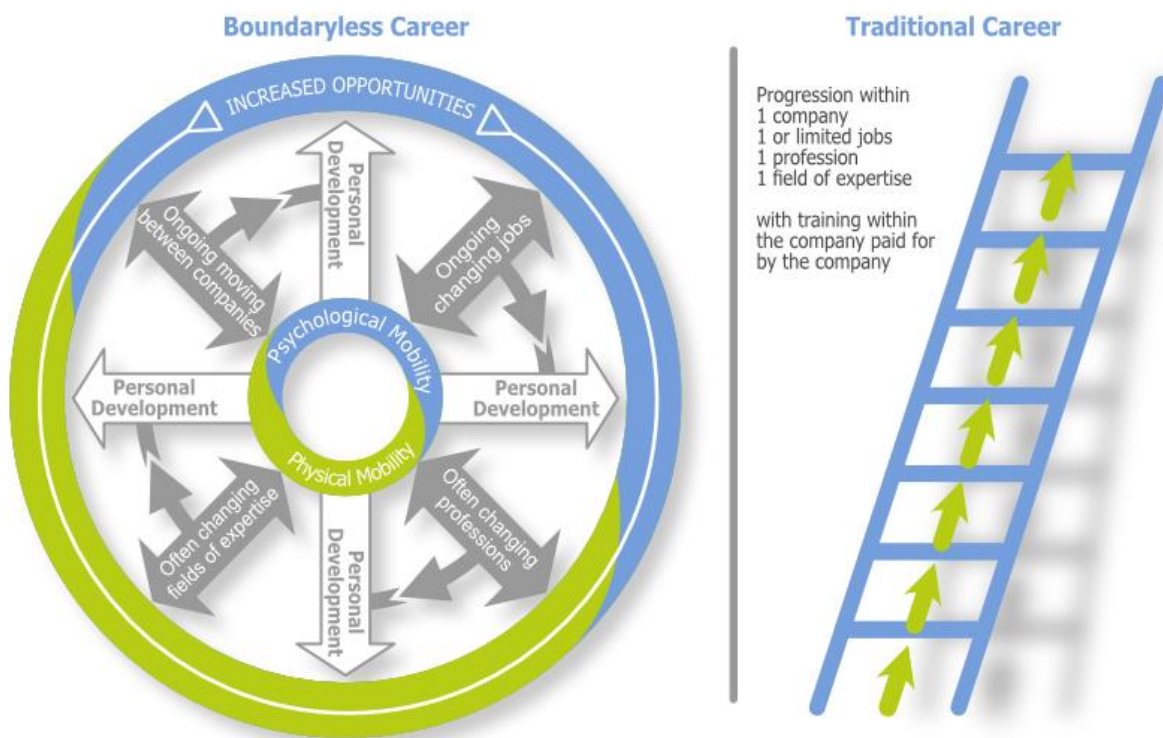 Boundaryless Career
INCREASED OPPORTUNITIES
Personal
Development
Ongoing moving
between companies
Ongoing
changing jobs
Psychological Mobility
Personal
Development
Personal
Development
Physical Mobility
Often changing
fields of expertise
Often changing
professions
Personal
Development
Traditional Career
Progression within
1 company
1 or limited jobs
1 profession
1 field of expertise
with training within
the company paid for
by the company